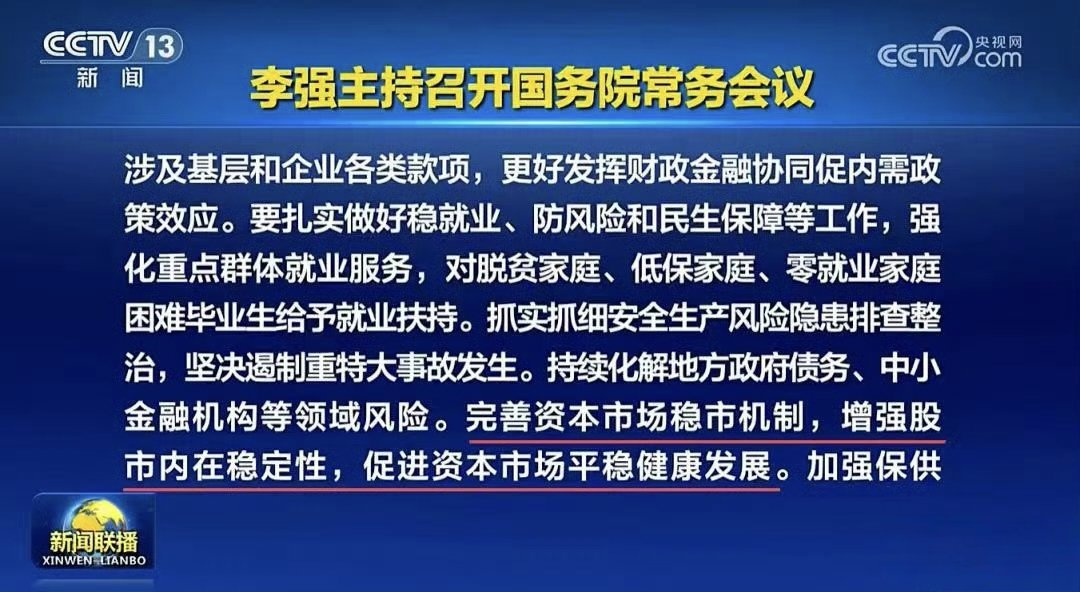 CCTV 13
新闻
央视网
CCTV.com
李强主持召开国务院常务会议
涉及基层和企业各类款项，更好发挥财政金融协同促内需政
策效应。要扎实做好稳就业、防风险和民生保障等工作，强
化重点群体就业服务，对脱贫家庭、低保家庭、零就业家庭
困难毕业生给予就业扶持。抓实抓细安全生产风险隐患排查整
治，坚决遏制重特大事故发生。持续化解地方政府债务、中小
金融机构等领域风险。完善资本市场稳市机制，增强股
市内在稳定性，促进资本市场平稳健康发展。加强保供
新闻联播
XINWEN LIANBO